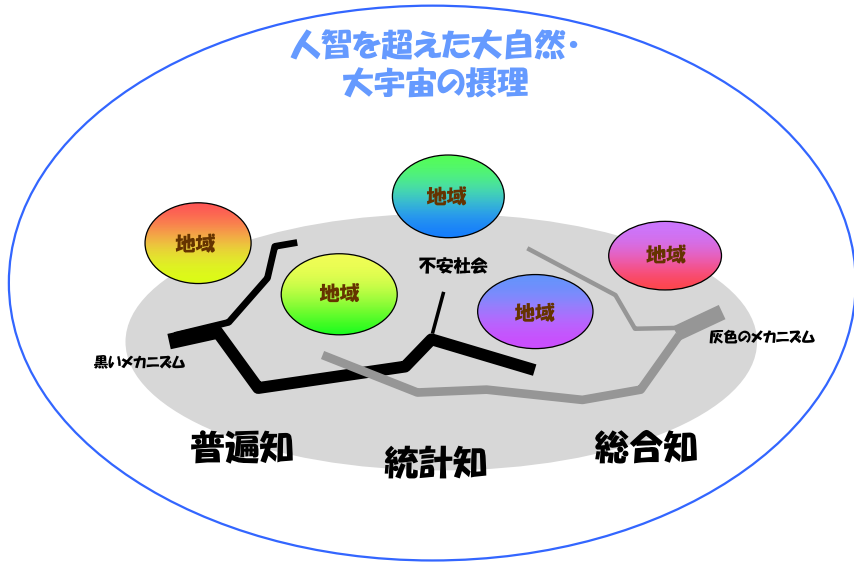 人智を超えた大自然・
大宇宙の摂理
地域
地域
地域
地域
地域
不安社会
黒いメカニズム
灰色のメカニズム
普遍知
統計知
総合知